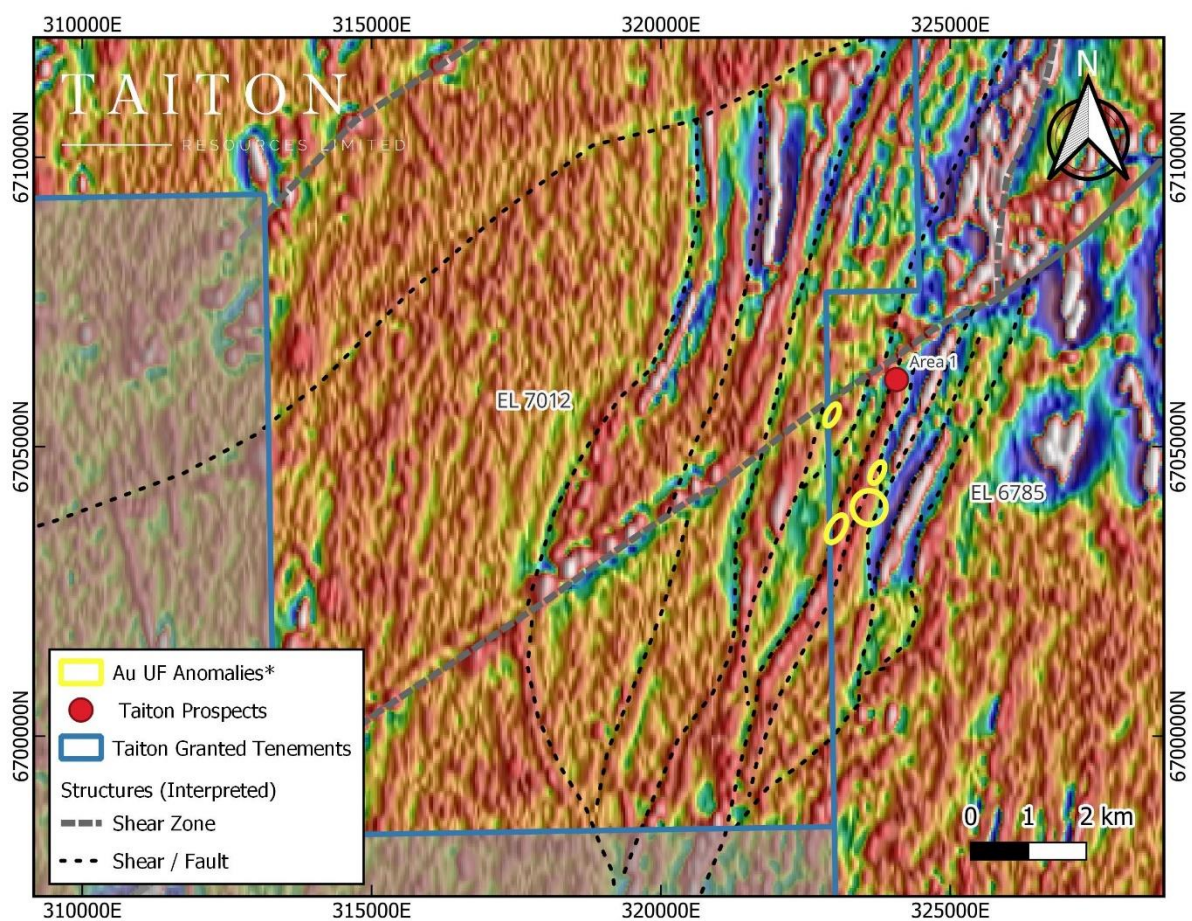 310000E 315000E 320000E 325000E
TAITON
RESOURCES LIMITED
N
6710000N 6710000N
Area 1
EL 7012
6705000N 6705000N
EL 6785
Au UF Anomalies*
Taiton Prospects
Taiton Granted Tenements
Structures (Interpreted)
Shear Zone
Shear / Fault
6700000N 6700000N
0 1 2 km
310000E 315000E 320000E 325000E